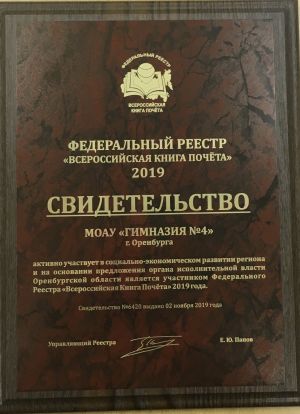 ФЕДЕРАЛЬНЫЙ РЕЕСТР
ВСЕРОССИЙСКАЯ
КНИГА ПОЧЁТА
ФЕДЕРАЛЬНЫЙ РЕЕСТР
«ВСЕРОССИЙСКАЯ КНИГА ПОЧЁТА»
2019
СВИДЕТЕЛЬСТВО
МОАУ «ГИМНАЗИЯ №4»
г. Оренбурга
активно участвует в социально-экономическом развитии региона
и на основании предложения органа исполнительной власти
Оренбургской области является участником Федерального
Реестра «Всероссийская Книга Почёта» 2019 года.
Свидетельство №6420 выдано 02 ноября 2019 года
Управляющий Реестра
Е. Ю. Попов